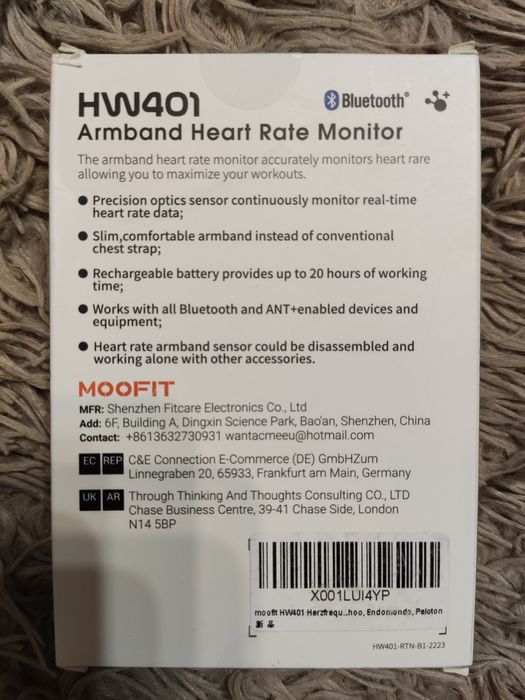 HW401
Bluetooth®
Armband Heart Rate Monitor
The armband heart rate monitor accurately monitors heart rare
allowing you to maximize your workouts.
● Precision optics sensor continuously monitor real-time
heart rate data;
● Slim,comfortable armband instead of conventional
chest strap;
● Rechargeable battery provides up to 20 hours of working
time;
● Works with all Bluetooth and ANT+enabled devices and
equipment;
● Heart rate armband sensor could be disassembled and
working alone with other accessories.
MOOFIT
MFR: Shenzhen Fitcare Electronics Co., Ltd
Add: 6F, Building A, Dingxin Science Park, Bao'an, Shenzhen, China
Contact: +8613632730931 wantacmeeu@hotmail.com
EC REP C&E Connection E-Commerce (DE) GmbHZum
Linnegraben 20, 65933, Frankfurt am Main, Germany
UK AR Through Thinking And Thoughts Consulting CO., LTD
Chase Business Centre, 39-41 Chase Side, London
N14 5BP
X001LUI4YP
moofit HW401 Herzfrequ...hoo, Endomondo, Peloton
新品
HW401-RTN-B1-2223